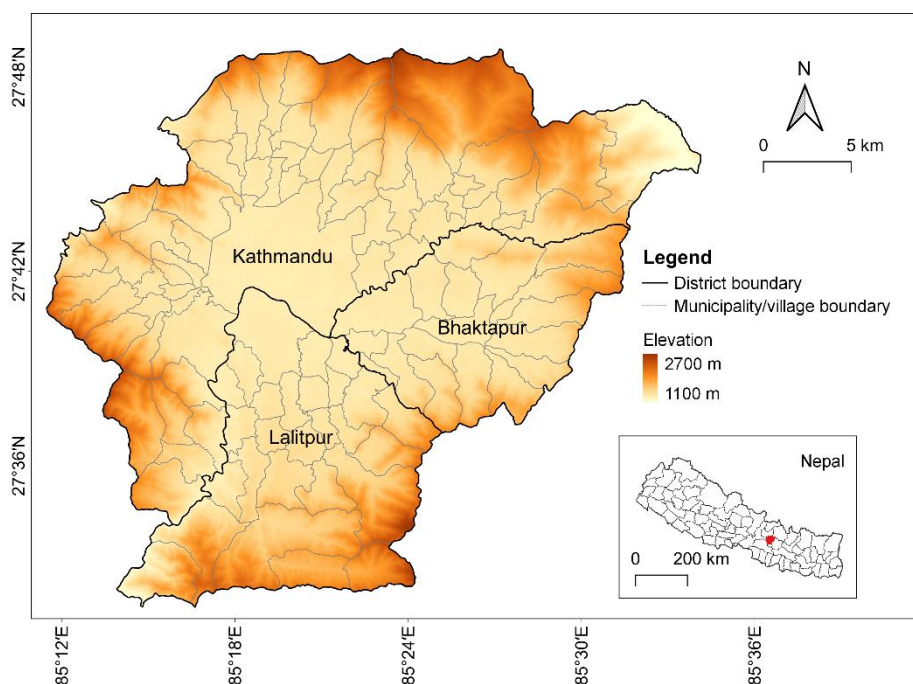 27°48'N
27°42'N
27°36'N
N
0 5 km
Kathmandu
Bhaktapur
Lalitpur
Legend
District boundary
Municipality/village boundary
Elevation
2700 m
1100 m
Nepal
0 200 km
85°12'E
85°18'E
85°24'E
85°30'E
85°36'E